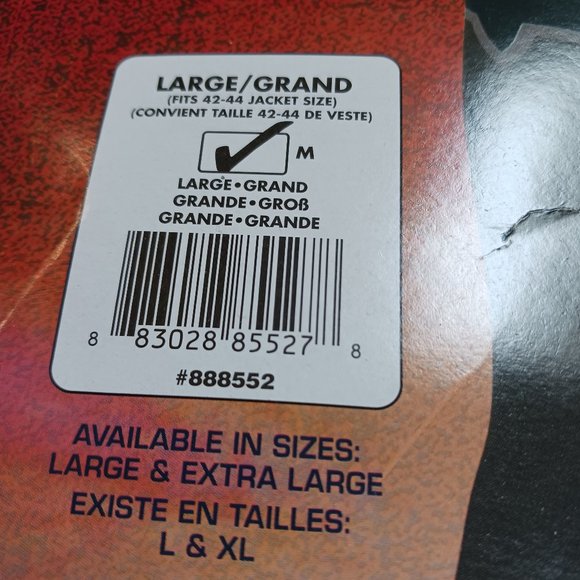 LARGE/GRAND
(FITS 42-44 JACKET SIZE)
(CONVIENT TAILLE 42-44 DE VESTE)
M
LARGE•GRAND
GRANDE•GROß
GRANDE•GRANDE
8 83028 85527 8
#888552
AVAILABLE IN SIZES:
LARGE & EXTRA LARGE
EXISTE EN TAILLES:
L & XL